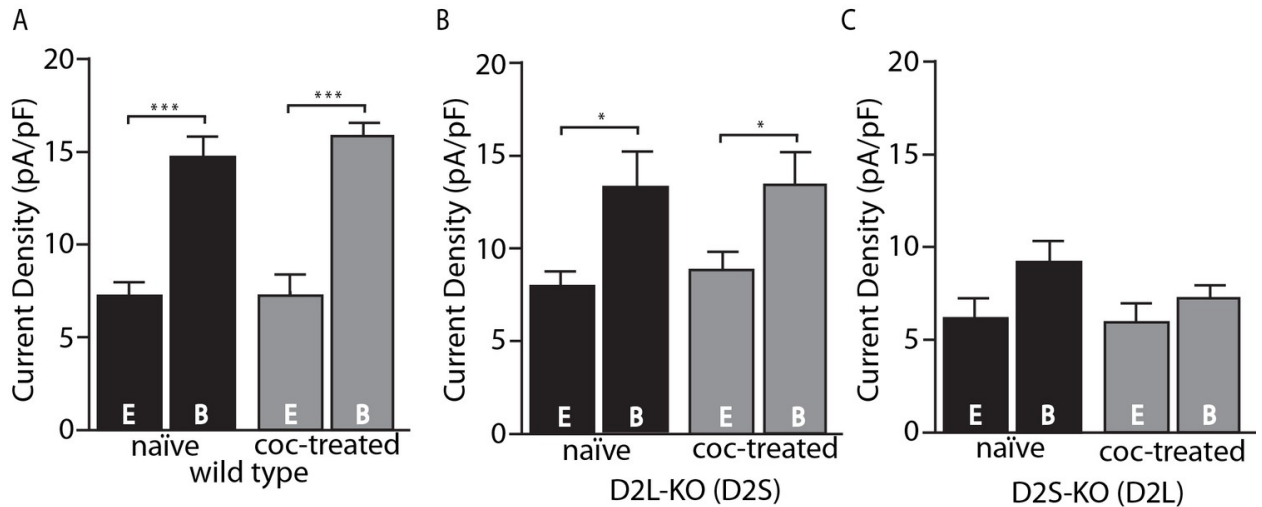 A
Current Density (pA/pF)
20
15
10
5
0
***
***
E
B
E
B
naïve
coc-treated
wild type
B
Current Density (pA/pF)
20
15
10
5
0
*
*
E
B
E
B
naïve
coc-treated
D2L-KO (D2S)
C
Current Density (pA/pF)
20
15
10
5
0
E
B
E
B
naïve
coc-treated
D2S-KO (D2L)